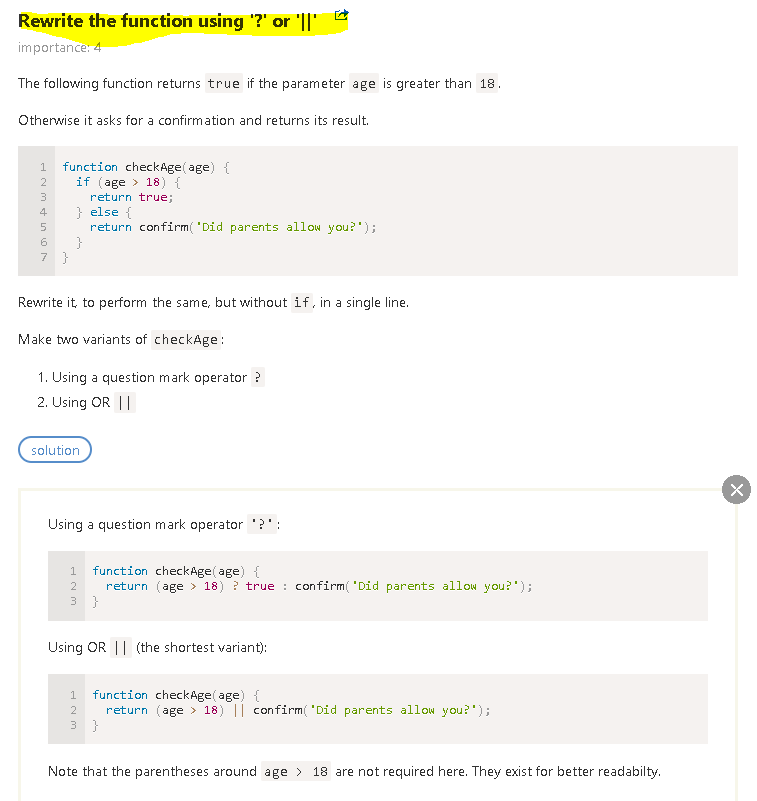 Rewrite the function using '?' or '||'
importance: 4
The following function returns true if the parameter age is greater than 18.
Otherwise it asks for a confirmation and returns its result.
1 function checkAge(age) {
2   if (age > 18) {
3     return true;
4   } else {
5     return confirm('Did parents allow you?');
6   }
7 }
Rewrite it, to perform the same, but without if, in a single line.
Make two variants of checkAge:
1. Using a question mark operator ?
2. Using OR ||
solution
Using a question mark operator '?':
1 function checkAge(age) {
2   return (age > 18) ? true : confirm('Did parents allow you?');
3 }
Using OR || (the shortest variant):
1 function checkAge(age) {
2   return (age > 18) || confirm('Did parents allow you?');
3 }
Note that the parentheses around age > 18 are not required here. They exist for better readabilty.